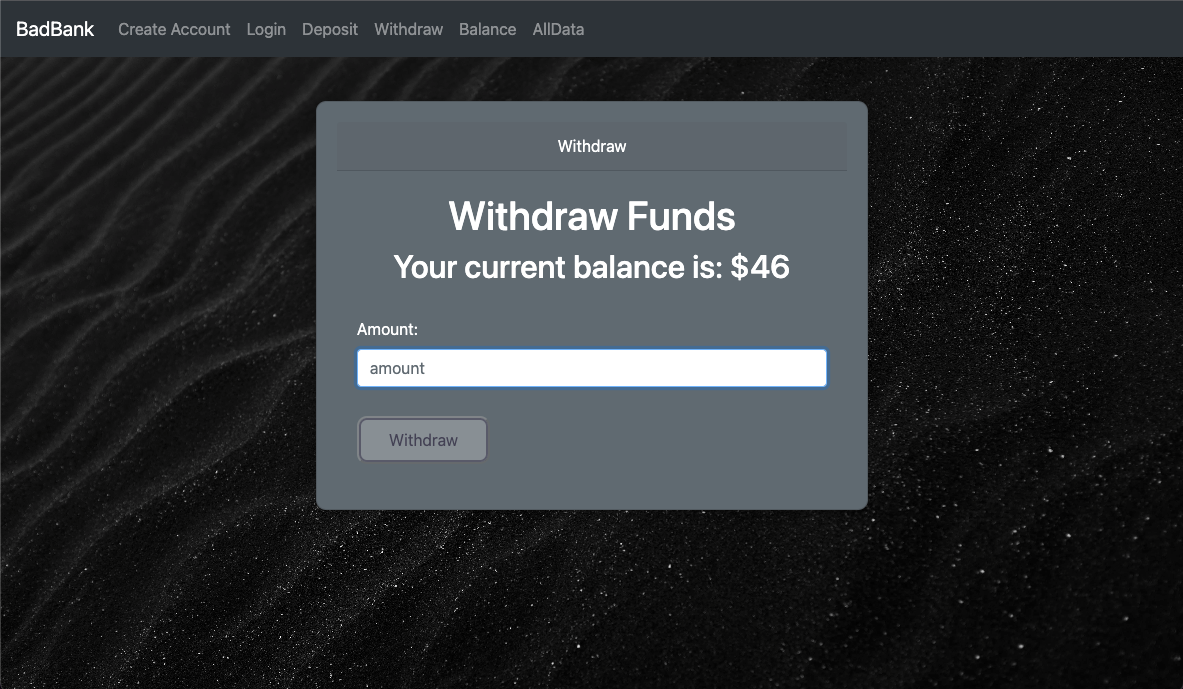 BadBank Create Account Login Deposit Withdraw Balance AllData
Withdraw
Withdraw Funds
Your current balance is: $46
Amount:
amount
Withdraw